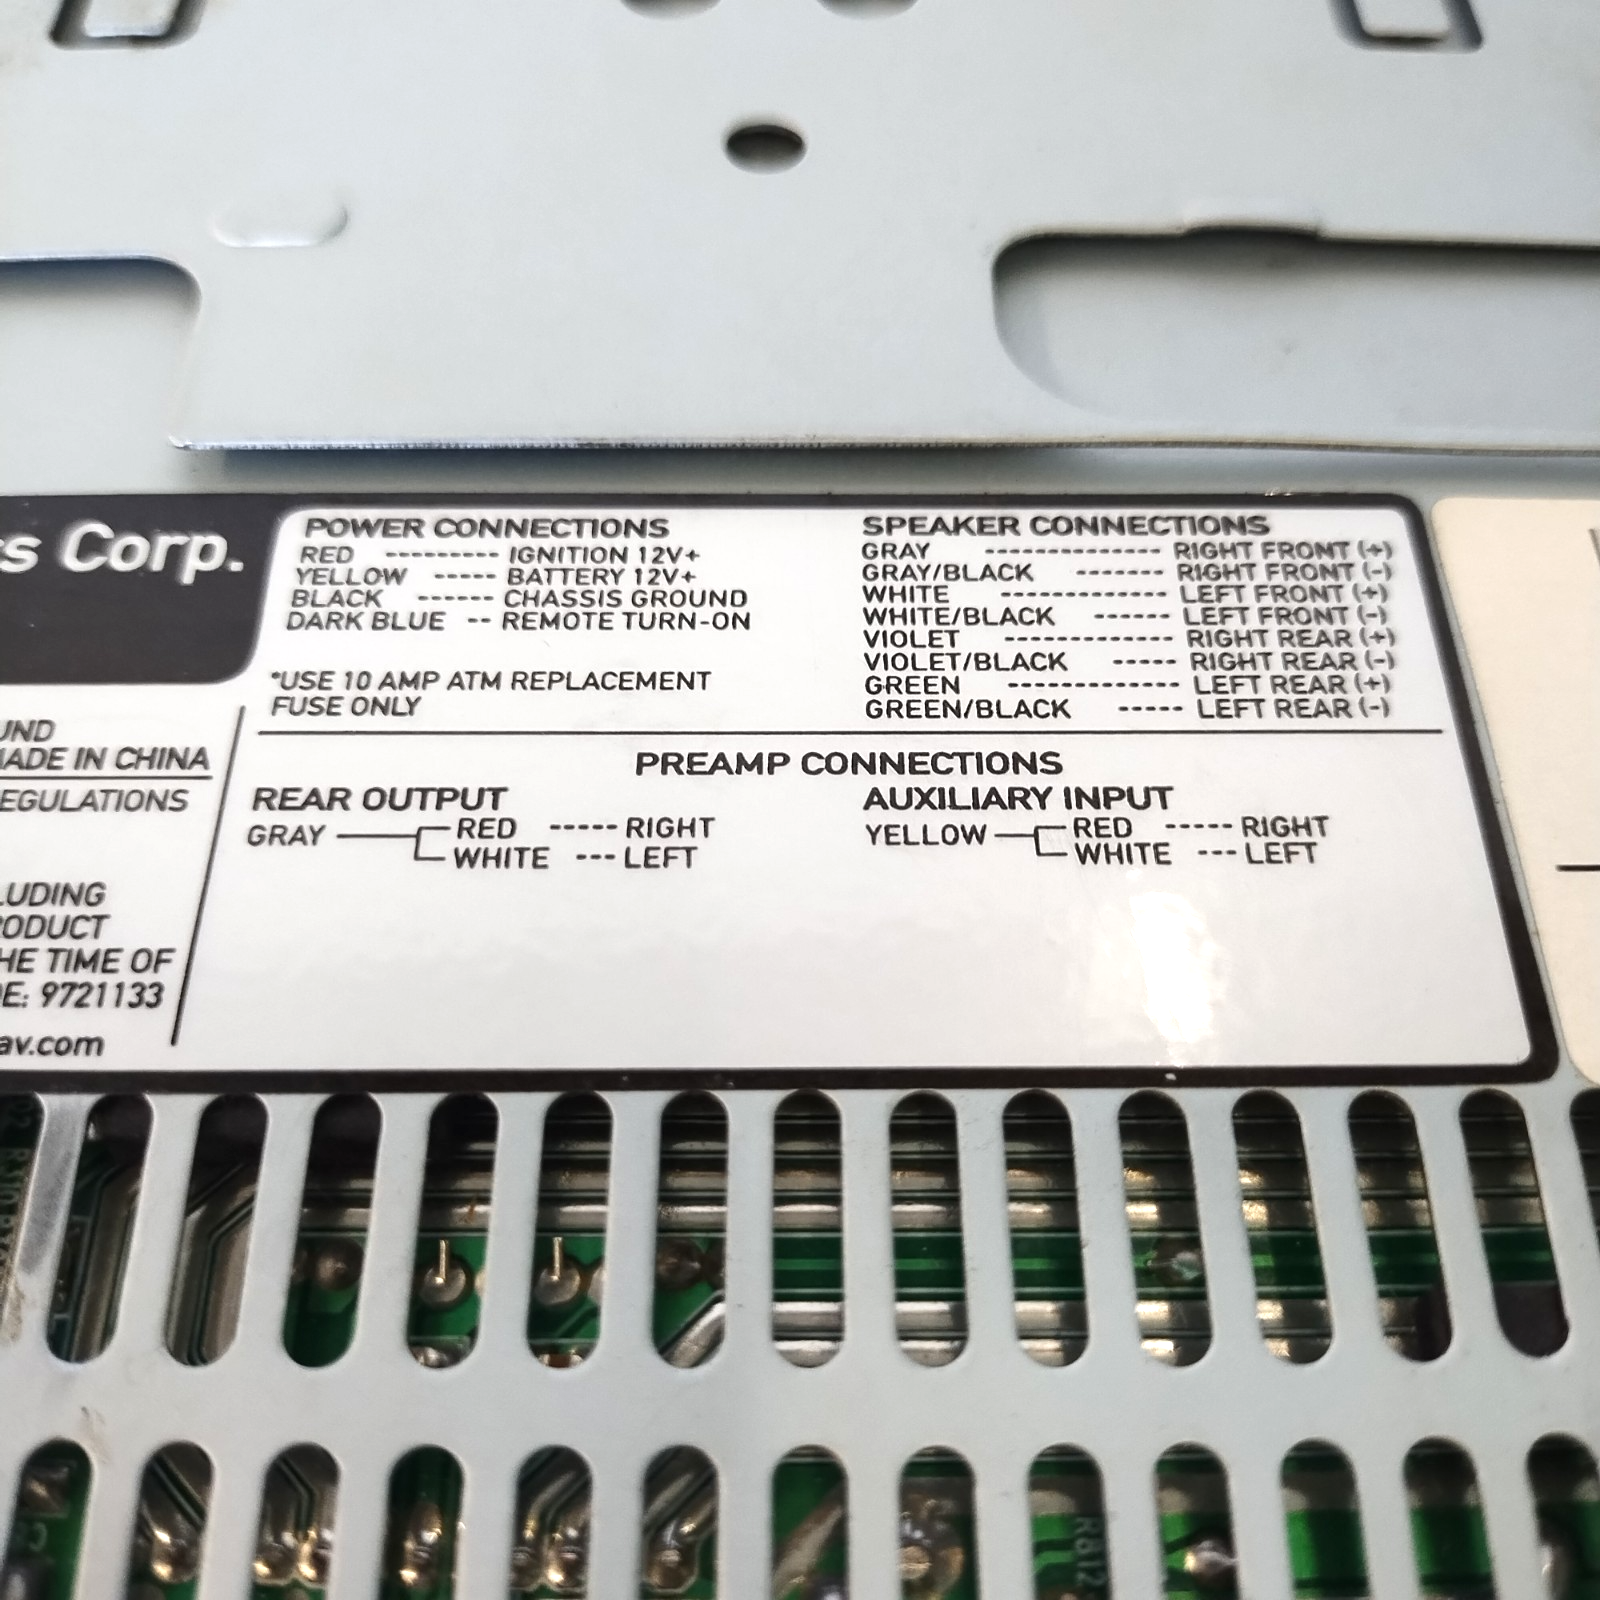 s Corp.
UND
MADE IN CHINA
EGULATIONS
LUDING
RODUCT
HE TIME OF
DE: 9721133
av.com
POWER CONNECTIONS
RED --------- IGNITION 12V+
YELLOW ----- BATTERY 12V+
BLACK ------ CHASSIS GROUND
DARK BLUE -- REMOTE TURN-ON
*USE 10 AMP ATM REPLACEMENT
FUSE ONLY
SPEAKER CONNECTIONS
GRAY ------------- RIGHT FRONT (+)
GRAY/BLACK ------- RIGHT FRONT (-)
WHITE ------------- LEFT FRONT (+)
WHITE/BLACK ------ LEFT FRONT (-)
VIOLET ------------- RIGHT REAR (+)
VIOLET/BLACK ----- RIGHT REAR (-)
GREEN ------------- LEFT REAR (+)
GREEN/BLACK ----- LEFT REAR (-)
PREAMP CONNECTIONS
REAR OUTPUT
GRAY RED ----- RIGHT
WHITE --- LEFT
AUXILIARY INPUT
YELLOW RED ----- RIGHT
WHITE --- LEFT
R812